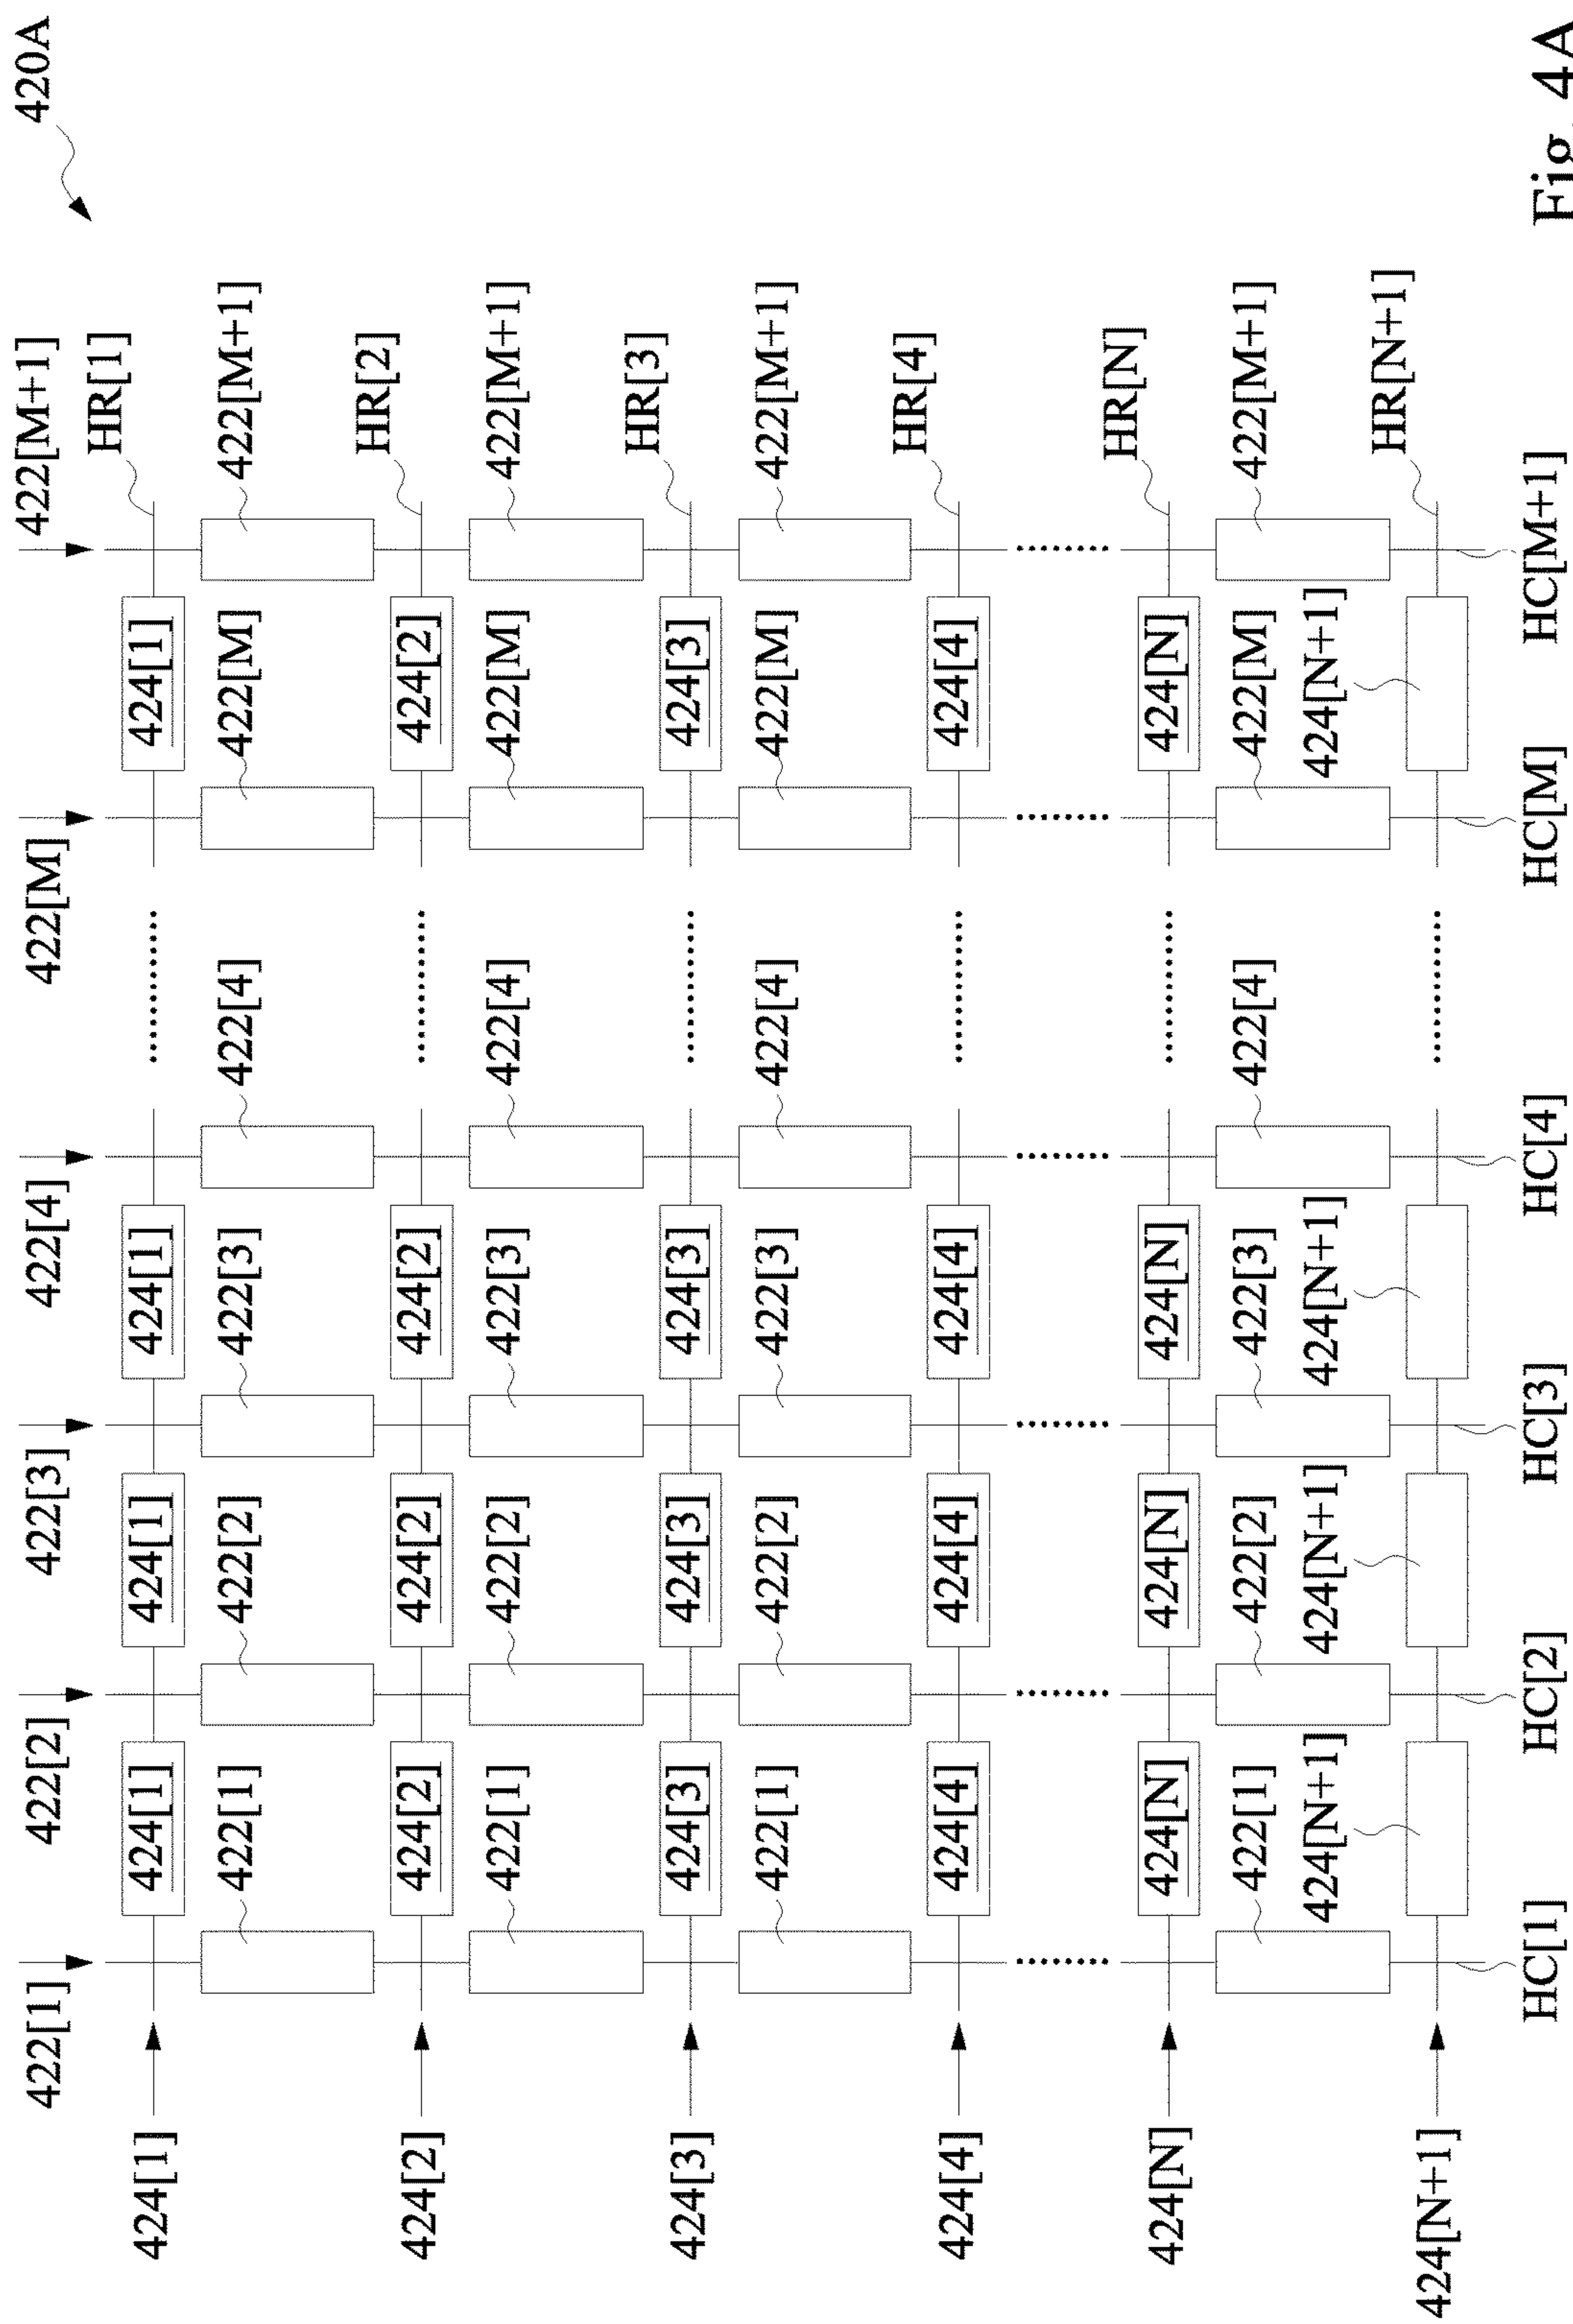 422[1] 422[2] 422[3] 422[4] 422[M] 422[M+1] 420A
HR[1]
424[1] 424[1] 424[1] 424[1] 424[1]
422[1] 422[2] 422[3] 422[4] 422[M] 422[M+1]
HR[2]
424[2] 424[2] 424[2] 424[2] 424[2]
422[1] 422[2] 422[3] 422[4] 422[M] 422[M+1]
HR[3]
424[3] 424[3] 424[3] 424[3] 424[3]
422[1] 422[2] 422[3] 422[4] 422[M] 422[M+1]
HR[4]
424[4] 424[4] 424[4] 424[4] 424[4]
HR[N]
424[N] 424[N] 424[N] 424[N] 424[N]
422[1] 422[2] 422[3] 422[4] 422[M] 422[M+1]
424[N+1] 424[N+1] 424[N+1] 424[N+1]
HR[N+1]
424[N+1]
HC[1] HC[2] HC[3] HC[4] HC[M] HC[M+1]
Fig. 4A